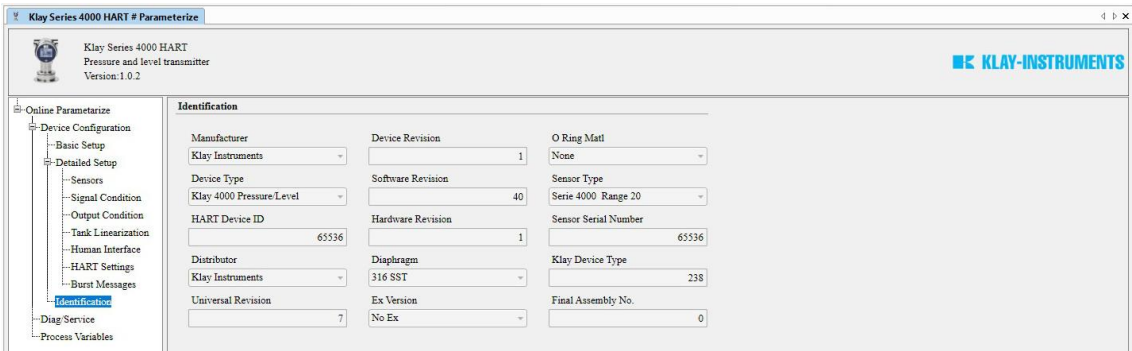 Klay Series 4000 HART # Parameterize
Klay Series 4000 HART
Pressure and level transmitter
Version:1.0.2
KLAY-INSTRUMENTS
Online Parametarize
Device Configuration
Basic Setup
Detailed Setup
Sensors
Signal Condition
Output Condition
Tank Linearization
Human Interface
HART Settings
Burst Messages
Identification
Diag/Service
Process Variables
Identification
Manufacturer Device Revision O Ring Matl
Klay Instruments 1 None
Device Type Software Revision Sensor Type
Klay 4000 Pressure/Level 40 Serie 4000 Range 20
HART Device ID Hardware Revision Sensor Serial Number
65536 1 65536
Distributor Diaphragm Klay Device Type
Klay Instruments 316 SST 238
Universal Revision Ex Version Final Assembly No.
7 No Ex 0